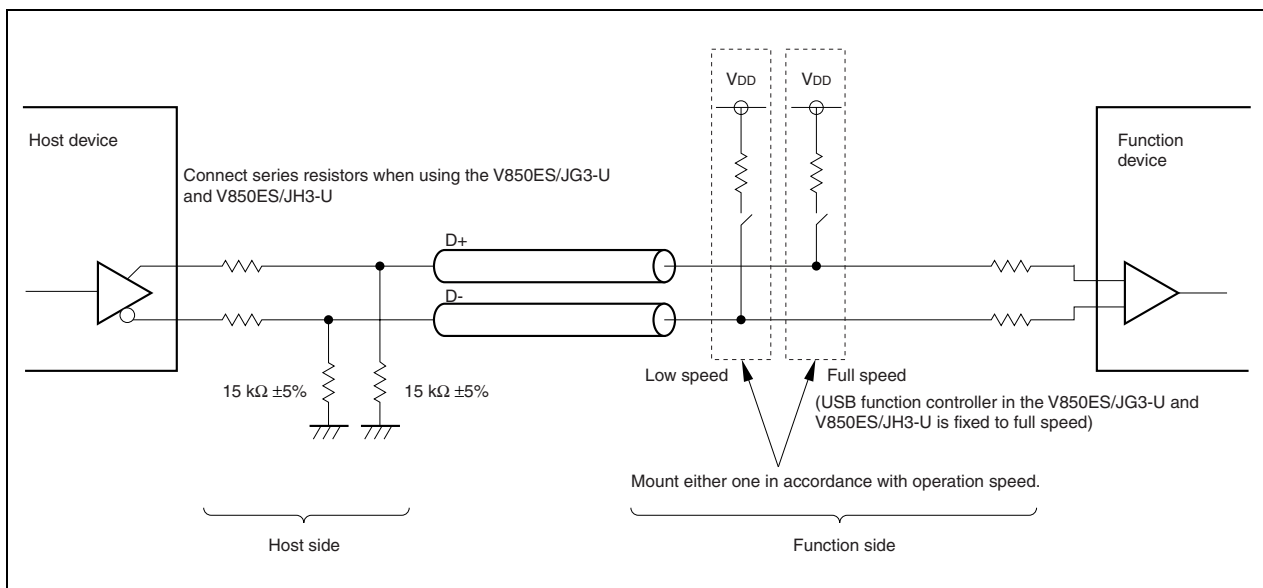 VDD
VDD
Host device
Function
device
Connect series resistors when using the V850ES/JG3-U
and V850ES/JH3-U
D+
D-
15 kΩ ±5%
15 kΩ ±5%
Low speed
Full speed
(USB function controller in the V850ES/JG3-U and
V850ES/JH3-U is fixed to full speed)
Mount either one in accordance with operation speed.
Host side
Function side